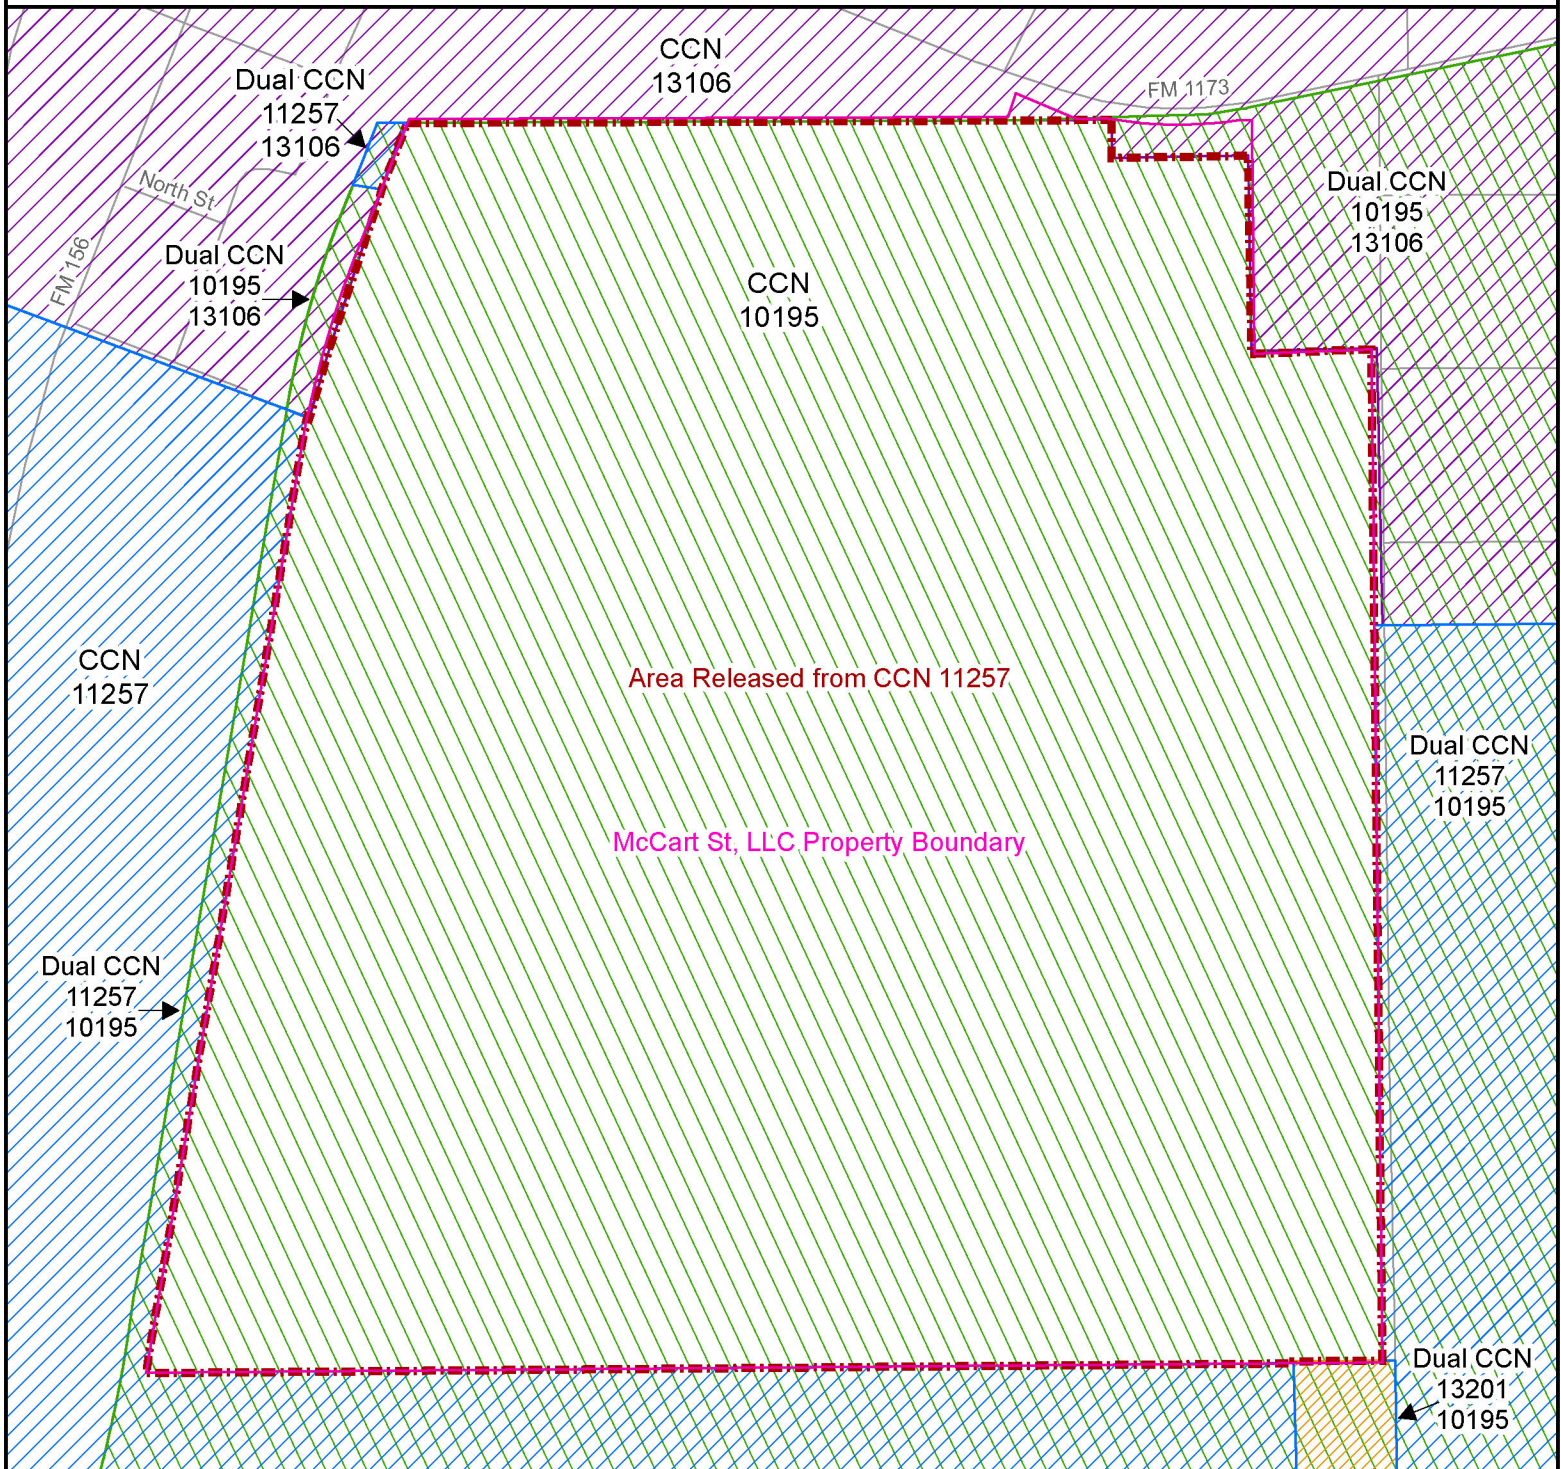 CCN
13106
Dual CCN
11257
13106
FM 1173
North St
Dual CCN
10195
13106
FM 156
Dual CCN
10195
13106
CCN
10195
CCN
11257
Area Released from CCN 11257
Dual CCN
11257
10195
McCart St, LLC Property Boundary
Dual CCN
11257
10195
Dual CCN
13201
10195